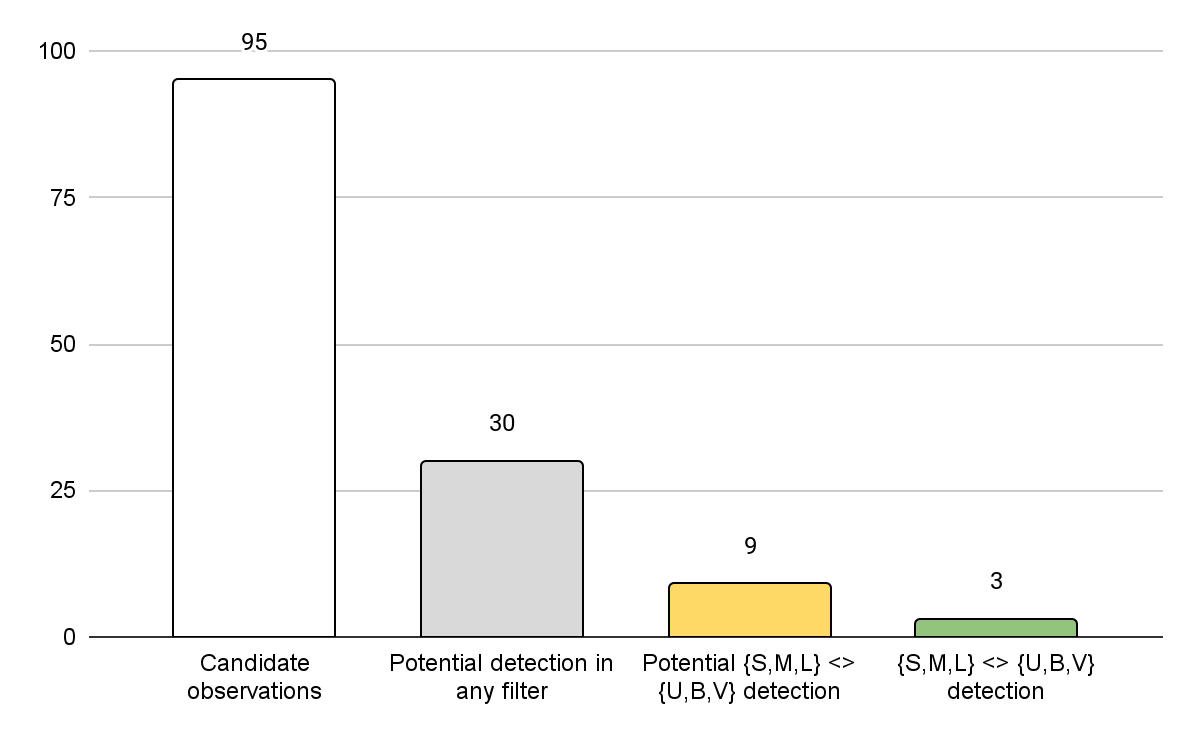 95
100
75
50
30
25
9
3
0
Candidate
observations
Potential detection in
any filter
Potential {S,M,L} <>
{U,B,V} detection
{S,M,L} <> {U,B,V}
detection